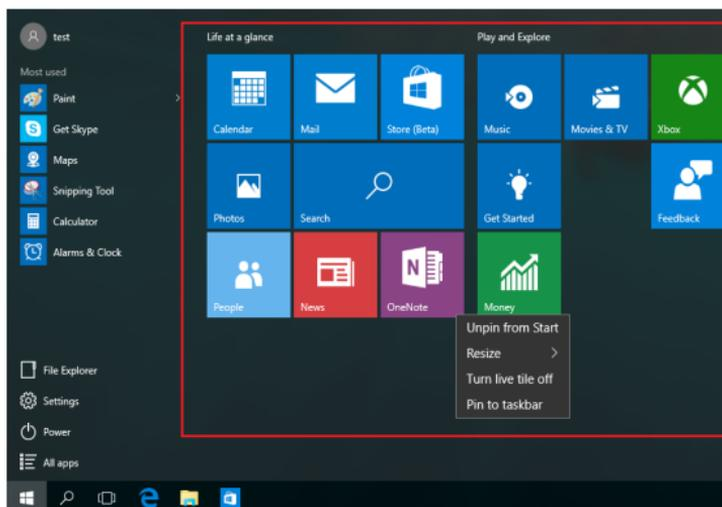 test
Most used
Paint
Get Skype
Maps
Snipping Tool
Calculator
Alarms & Clock
File Explorer
Settings
Power
All apps
Life at a glance
Calendar
Mail
Store (Beta)
Photos
Search
People
News
OneNote
Play and Explore
Music
Movies & TV
Xbox
Get Started
Feedback
Money
Unpin from Start
Resize
Turn live tile off
Pin to taskbar